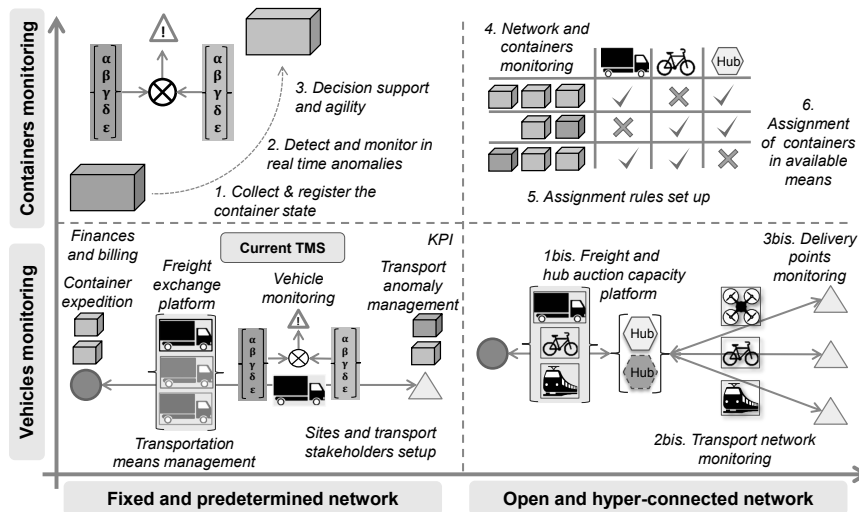 Containers monitoring
!
α
β
γ
δ
ε
α
β
γ
δ
ε
3. Decision support
and agility
2. Detect and monitor in
real time anomalies
1. Collect & register the
container state
4. Network and
containers
monitoring
Hub
6.
Assignment
of containers
in available
means
5. Assignment rules set up
Vehicles monitoring
Finances
and billing
Current TMS
KPI
Container
expedition
Freight
exchange
platform
Vehicle
monitoring
Transport
anomaly
management
!
α
β
γ
δ
ε
α
β
γ
δ
ε
Transportation
means management
Sites and transport
stakeholders setup
1bis. Freight and
hub auction capacity
platform
3bis. Delivery
points
monitoring
Hub
Hub
2bis. Transport network
monitoring
Fixed and predetermined network
Open and hyper-connected network